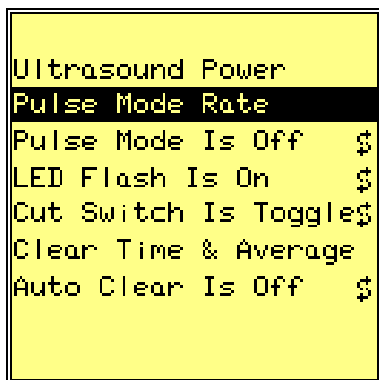 Ultrasound Power
Pulse Mode Rate
Pulse Mode Is Off $
LED Flash Is On $
Cut Switch Is Toggle$
Clear Time & Average
Auto Clear Is Off $